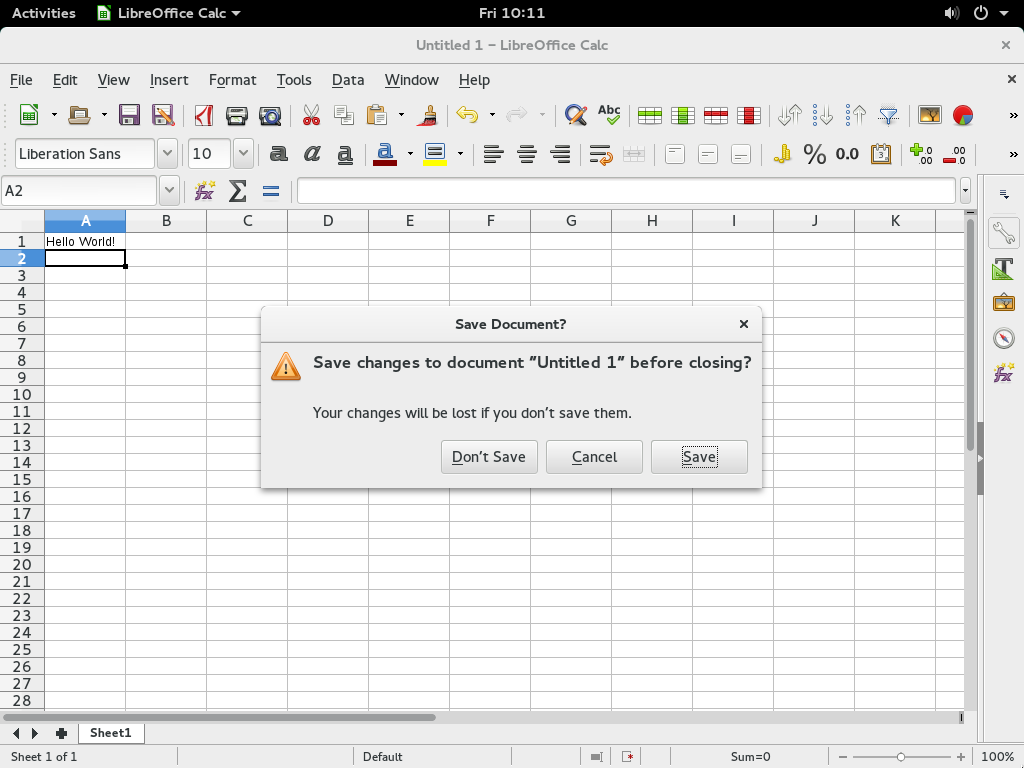 Activities LibreOffice Calc Fri 10:11
Untitled 1 – LibreOffice Calc
File Edit View Insert Format Tools Data Window Help
Abc
Liberation Sans 10 a a a a % 0.0 .00 .00
A2
A B C D E F G H I J K
1 Hello World!
2
3
4
5
6
7
8
9
10
11
12
13
14
15
16
17
18
19
20
21
22
23
24
25
26
27
28
Save Document?
Save changes to document “Untitled 1” before closing?
Your changes will be lost if you don’t save them.
Don’t Save Cancel Save
Sheet1
Sheet 1 of 1 Default Sum=0 100%